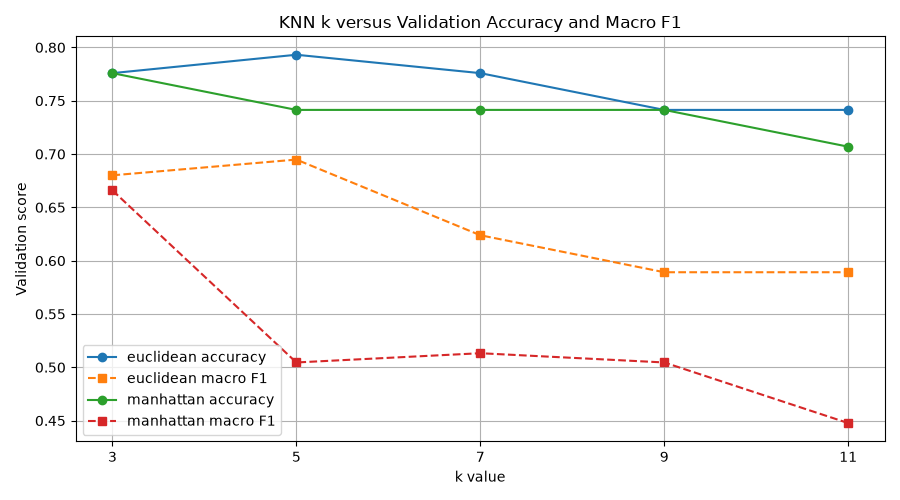 KNN k versus Validation Accuracy and Macro F1
Validation score
0.80
0.75
0.70
0.65
0.60
0.55
0.50
0.45
euclidean accuracy
euclidean macro F1
manhattan accuracy
manhattan macro F1
3 5 7 9 11
k value